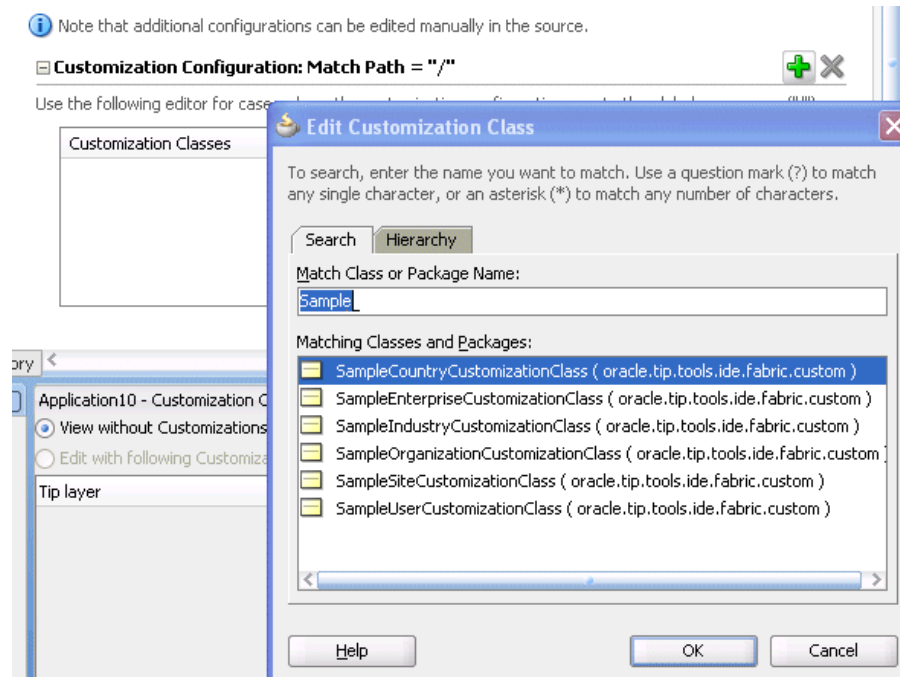 Note that additional configurations can be edited manually in the source.
Customization Configuration: Match Path = "/"
Use the following editor for
Customization Classes
Edit Customization Class
To search, enter the name you want to match. Use a question mark (?) to match
any single character, or an asterisk (*) to match any number of characters.
Search Hierarchy
Match Class or Package Name:
Sample
Matching Classes and Packages:
SampleCountryCustomizationClass ( oracle.tip.tools.ide.fabric.custom )
SampleEnterpriseCustomizationClass ( oracle.tip.tools.ide.fabric.custom )
SampleIndustryCustomizationClass ( oracle.tip.tools.ide.fabric.custom )
SampleOrganizationCustomizationClass ( oracle.tip.tools.ide.fabric.custom )
SampleSiteCustomizationClass ( oracle.tip.tools.ide.fabric.custom )
SampleUserCustomizationClass ( oracle.tip.tools.ide.fabric.custom )
ory
Application10 - Customization C
View without Customizations
Edit with following Customiza
Tip layer
Help OK Cancel